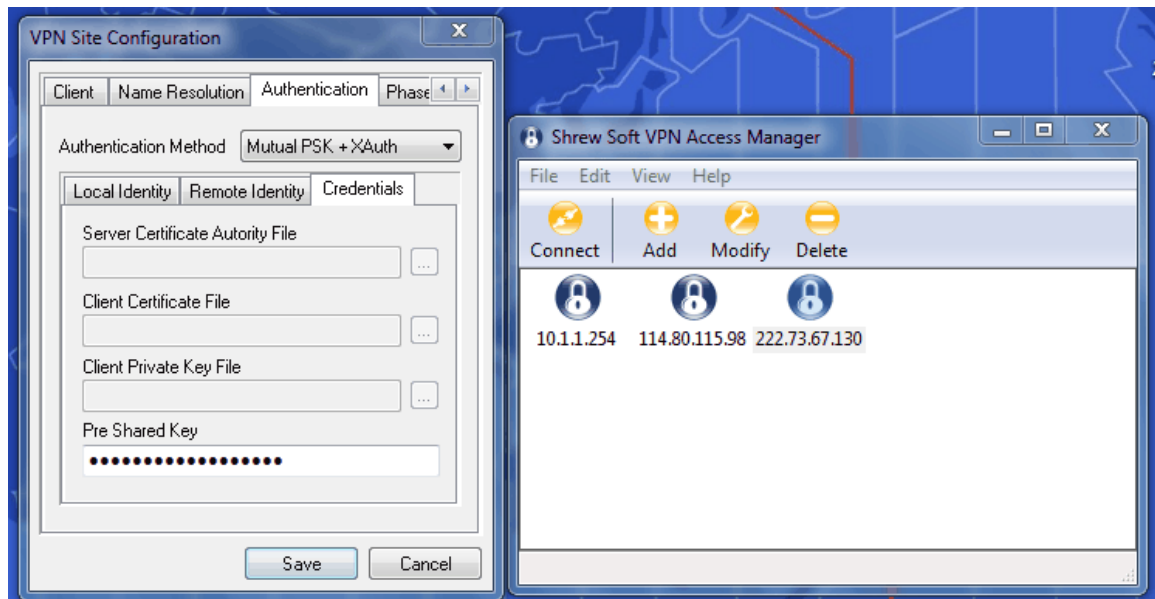 VPN Site Configuration
Client Name Resolution Authentication Phase
Authentication Method Mutual PSK + XAuth
Local Identity Remote Identity Credentials
Server Certificate Autority File
...
Client Certificate File
...
Client Private Key File
...
Pre Shared Key
••••••••••••••••••
Save Cancel
Shrew Soft VPN Access Manager
File Edit View Help
Connect Add Modify Delete
10.1.1.254 114.80.115.98 222.73.67.130